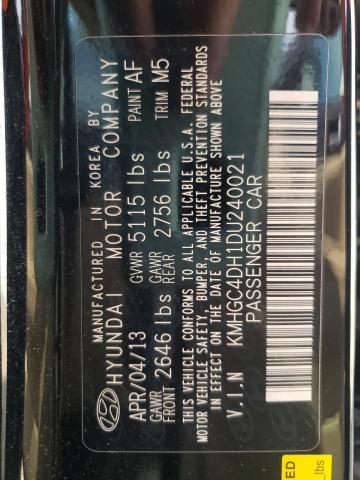 MANUFACTURED IN KOREA BY
HYUNDAI MOTOR COMPANY
APR/04/13 GVWR 5115 lbs PAINT AF
GAWR FRONT 2646 lbs GAWR REAR 2756 lbs TRIM M5
THIS VEHICLE CONFORMS TO ALL APPLICABLE U.S.A. FEDERAL
MOTOR VEHICLE SAFETY, BUMPER, AND THEFT PREVENTION STANDARDS
IN EFFECT ON THE DATE OF MANUFACTURE SHOWN ABOVE
V.I.N KMHGC4DH1DU240021
PASSENGER CAR
ED
lbs